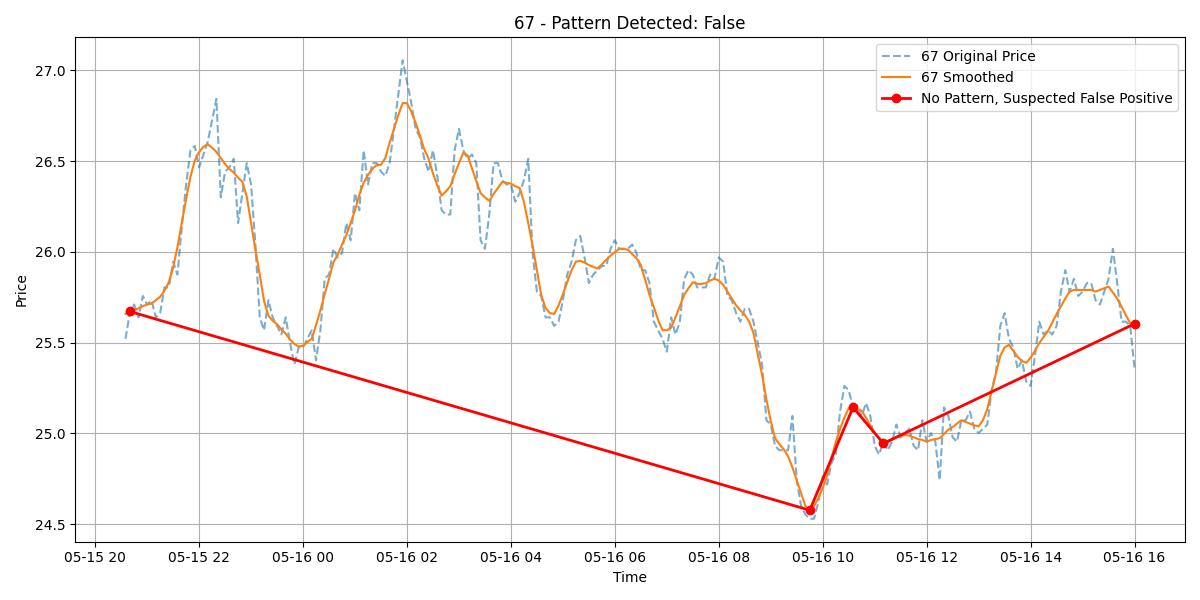 67 - Pattern Detected: False
67 Original Price
67 Smoothed
No Pattern, Suspected False Positive
Price
27.0
26.5
26.0
25.5
25.0
24.5
05-15 20 05-15 22 05-16 00 05-16 02 05-16 04 05-16 06 05-16 08 05-16 10 05-16 12 05-16 14 05-16 16
Time